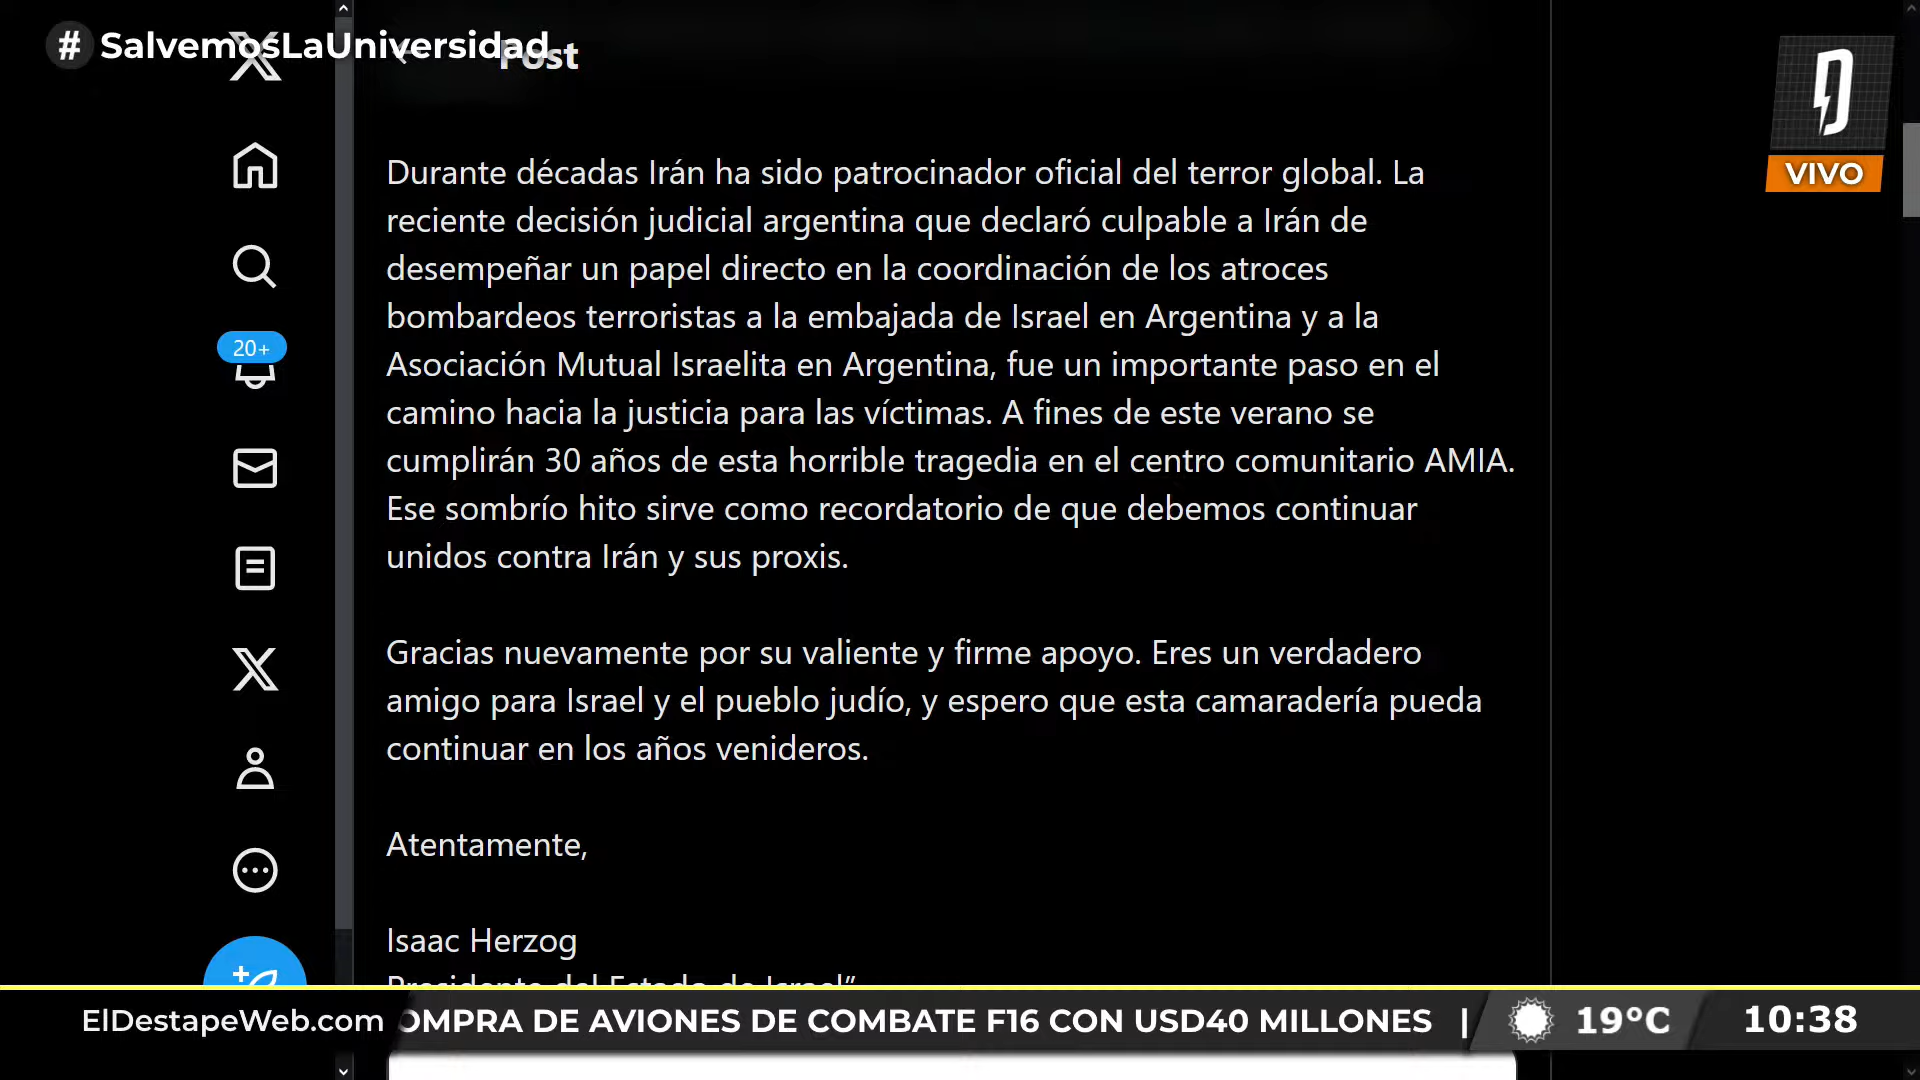 # SalvemosLaUniversidad
Post
VIVO
20+
Durante décadas Irán ha sido patrocinador oficial del terror global. La
reciente decisión judicial argentina que declaró culpable a Irán de
desempeñar un papel directo en la coordinación de los atroces
bombardeos terroristas a la embajada de Israel en Argentina y a la
Asociación Mutual Israelita en Argentina, fue un importante paso en el
camino hacia la justicia para las víctimas. A fines de este verano se
cumplirán 30 años de esta horrible tragedia en el centro comunitario AMIA.
Ese sombrío hito sirve como recordatorio de que debemos continuar
unidos contra Irán y sus proxis.
Gracias nuevamente por su valiente y firme apoyo. Eres un verdadero
amigo para Israel y el pueblo judío, y espero que esta camaradería pueda
continuar en los años venideros.
Atentamente,
Isaac Herzog
Presidente del Estado de Israel”
ElDestapeWeb.com
OMPRA DE AVIONES DE COMBATE F16 CON USD40 MILLONES |
19°C
10:38